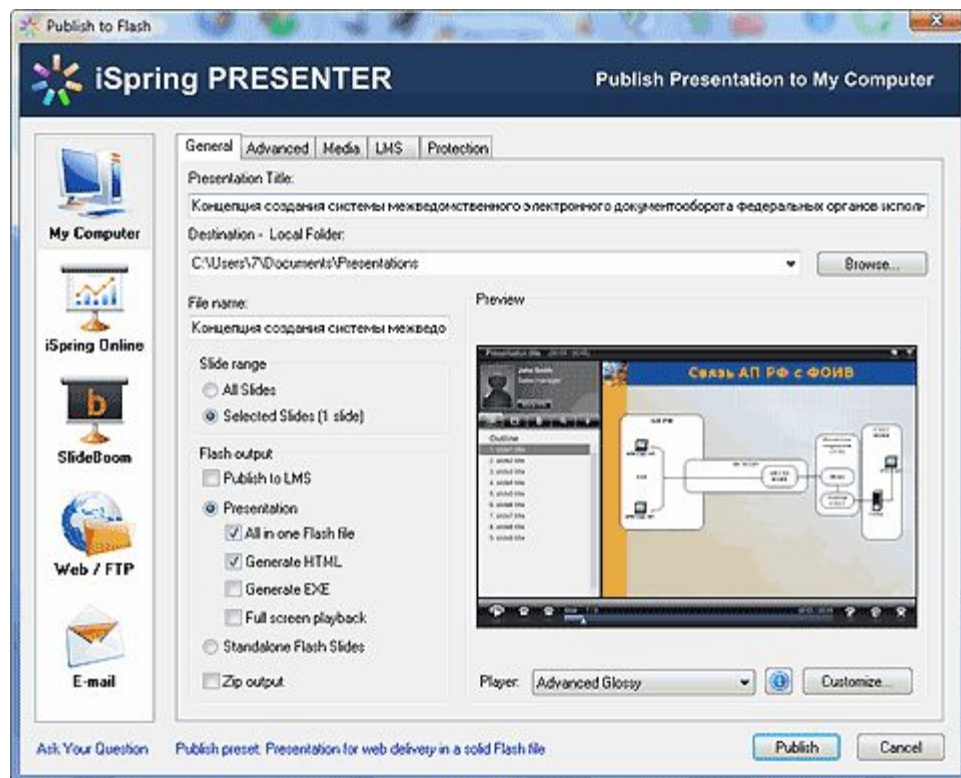 Publish to Flash
iSpring PRESENTER
Publish Presentation to My Computer
My Computer
iSpring Online
SlideBoom
Web / FTP
E-mail
General Advanced Media LMS Protection
Presentation Title:
Концепция создания системы межведомственного электронного документооборота федеральных органов исполн
Destination - Local Folder:
C:\Users\7\Documents\Presentations
Browse...
File name:
Концепция создания системы межведо
Slide range
All Slides
Selected Slides (1 slide)
Flash output
Publish to LMS
Presentation
All in one Flash file
Generate HTML
Generate EXE
Full screen playback
Standalone Flash Slides
Zip output
Preview
Presentation title
John Smith
Связь АП РФ с ФОИВ
Outline
Player: Advanced Glossy
Customize...
Ask Your Question
Publish preset: Presentation for web delivery in a solid Flash file
Publish
Cancel